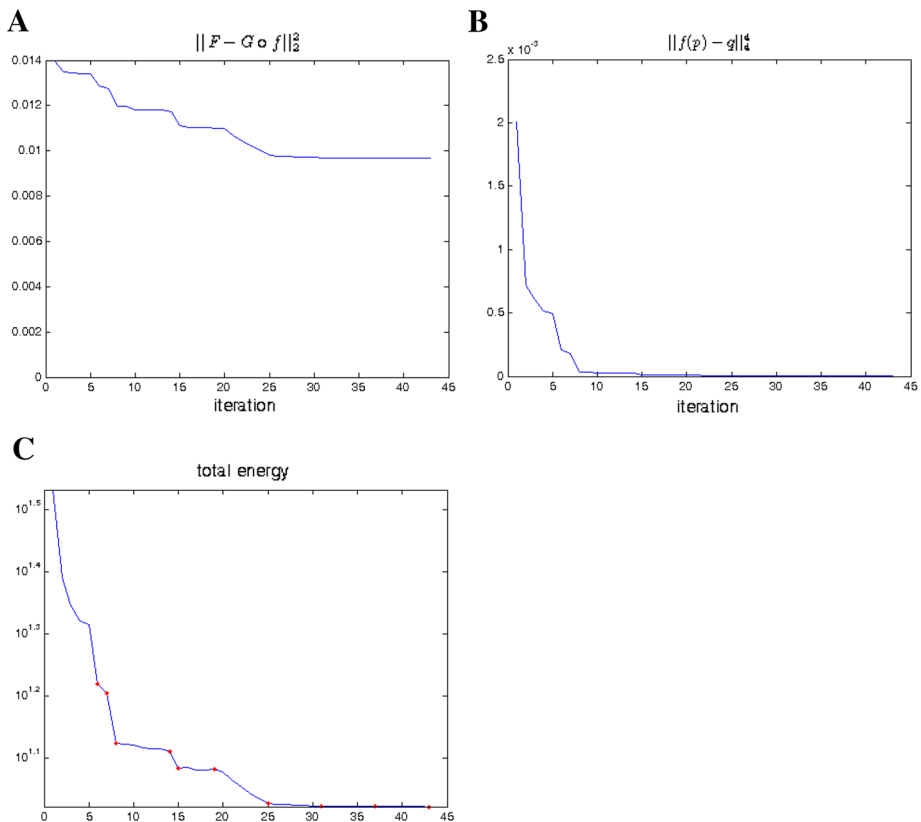 A
||F − G ∘ f||₂²
0.014
0.012
0.01
0.008
0.006
0.004
0.002
0
0 5 10 15 20 25 30 35 40 45
iteration
B
||f(p) − q||₄⁴
x 10⁻³
2.5
2
1.5
1
0.5
0
0 5 10 15 20 25 30 35 40 45
iteration
C
total energy
10^1.5
10^1.4
10^1.3
10^1.2
10^1.1
0 5 10 15 20 25 30 35 40 45